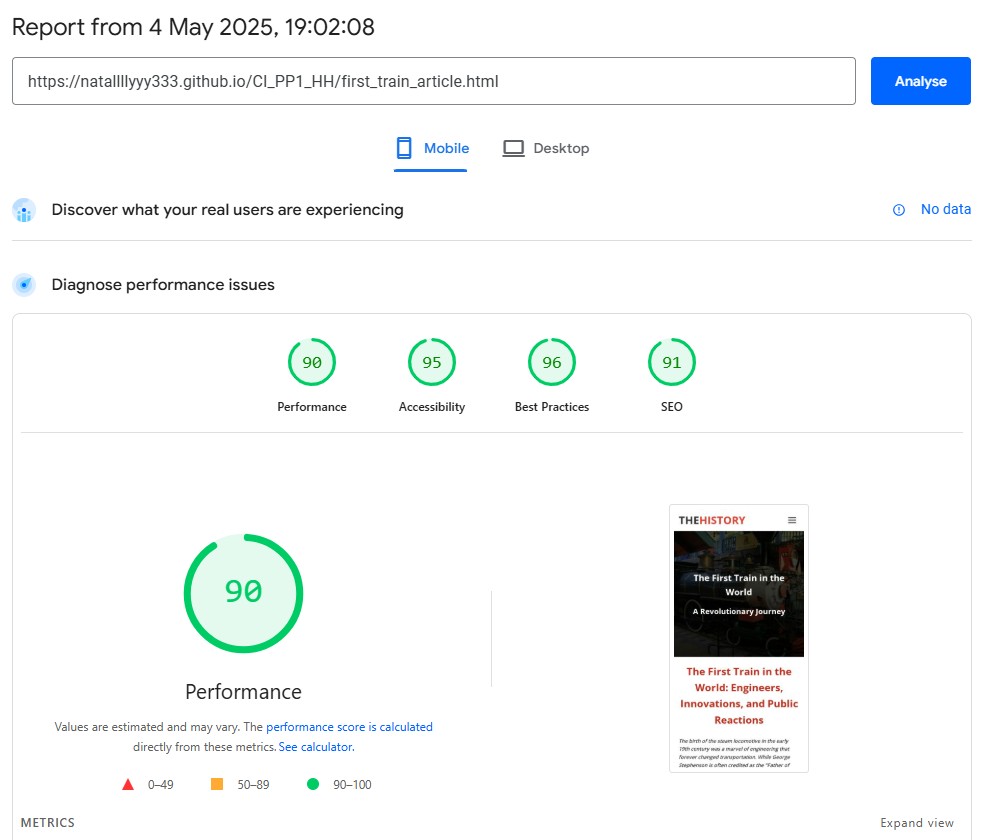 Report from 4 May 2025, 19:02:08
https://natallllyyy333.github.io/CI_PP1_HH/first_train_article.html
Analyse
Mobile
Desktop
Discover what your real users are experiencing
No data
Diagnose performance issues
90
95
96
91
Performance
Accessibility
Best Practices
SEO
90
Performance
Values are estimated and may vary. The performance score is calculated
directly from these metrics. See calculator.
0–49
50–89
90–100
THEHISTORY
The First Train in the
World
A Revolutionary Journey
The First Train in the
World: Engineers,
Innovations, and Public
Reactions
The birth of the steam locomotive in the early
19th century was a marvel of engineering that
forever changed transportation. While George
Stephenson is often credited as the "Father of
METRICS
Expand view